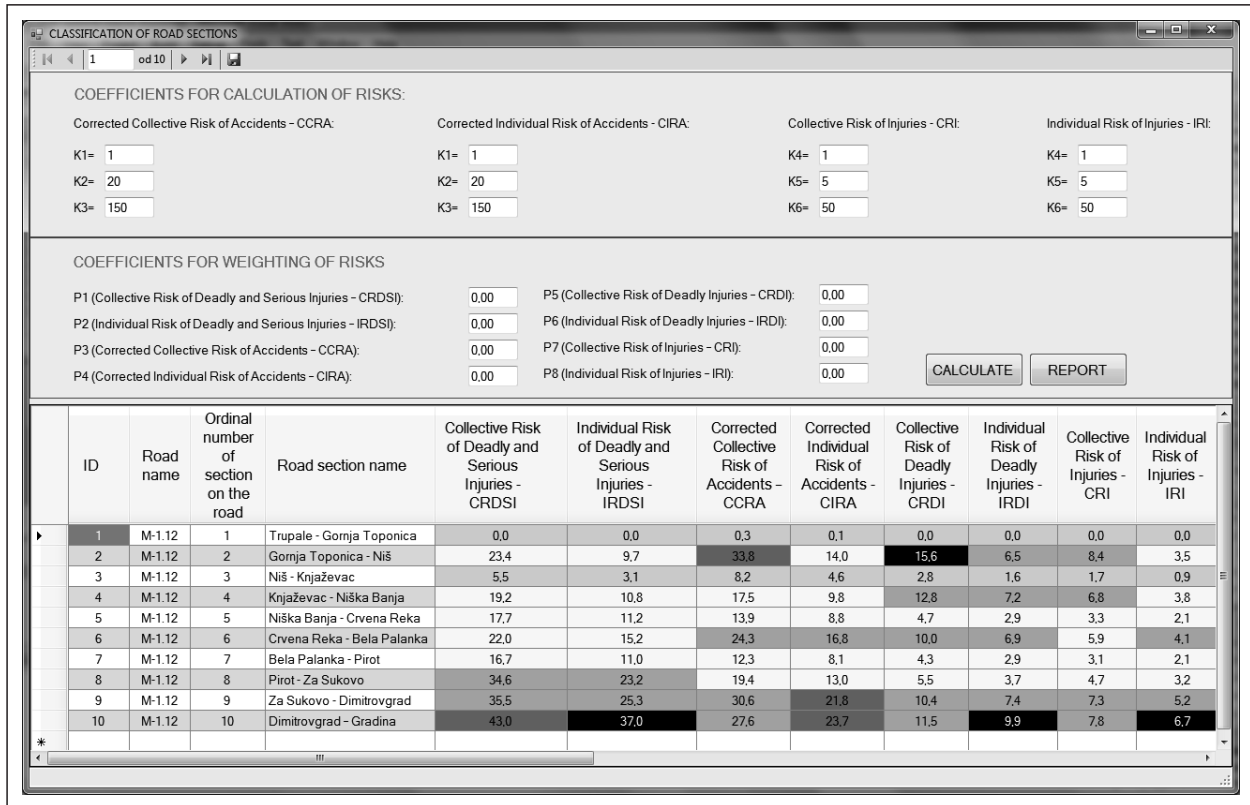 CLASSIFICATION OF ROAD SECTIONS
1 od 10
COEFFICIENTS FOR CALCULATION OF RISKS:
Corrected Collective Risk of Accidents – CCRA: Corrected Individual Risk of Accidents - CIRA: Collective Risk of Injuries - CRI: Individual Risk of Injuries - IRI:
K1= 1 K1= 1 K4= 1 K4= 1
K2= 20 K2= 20 K5= 5 K5= 5
K3= 150 K3= 150 K6= 50 K6= 50
COEFFICIENTS FOR WEIGHTING OF RISKS
P1 (Collective Risk of Deadly and Serious Injuries – CRDSI): 0,00 P5 (Collective Risk of Deadly Injuries – CRDI): 0,00
P2 (Individual Risk of Deadly and Serious Injuries – IRDSI): 0,00 P6 (Individual Risk of Deadly Injuries – IRDI): 0,00
P3 (Corrected Collective Risk of Accidents – CCRA): 0,00 P7 (Collective Risk of Injuries – CRI): 0,00
P4 (Corrected Individual Risk of Accidents – CIRA): 0,00 P8 (Individual Risk of Injuries – IRI): 0,00
CALCULATE REPORT
ID
Road
name
Ordinal
number
of
section
on the
road
Road section name
Collective Risk
of Deadly and
Serious
Injuries -
CRDSI
Individual Risk
of Deadly and
Serious
Injuries -
IRDSI
Corrected
Collective
Risk of
Accidents –
CCRA
Corrected
Individual
Risk of
Accidents -
CIRA
Collective
Risk of
Deadly
Injuries -
CRDI
Individual
Risk of
Deadly
Injuries -
IRDI
Collective
Risk of
Injuries -
CRI
Individual
Risk of
Injuries -
IRI
1 M-1.12 1 Trupale - Gornja Toponica 0,0 0,0 0,3 0,1 0,0 0,0 0,0 0,0
2 M-1.12 2 Gornja Toponica - Niš 23,4 9,7 33,8 14,0 15,6 6,5 8,4 3,5
3 M-1.12 3 Niš - Knjaževac 5,5 3,1 8,2 4,6 2,8 1,6 1,7 0,9
4 M-1.12 4 Knjaževac - Niška Banja 19,2 10,8 17,5 9,8 12,8 7,2 6,8 3,8
5 M-1.12 5 Niška Banja - Crvena Reka 17,7 11,2 13,9 8,8 4,7 2,9 3,3 2,1
6 M-1.12 6 Crvena Reka - Bela Palanka 22,0 15,2 24,3 16,8 10,0 6,9 5,9 4,1
7 M-1.12 7 Bela Palanka - Pirot 16,7 11,0 12,3 8,1 4,3 2,9 3,1 2,1
8 M-1.12 8 Pirot - Za Sukovo 34,6 23,2 19,4 13,0 5,5 3,7 4,7 3,2
9 M-1.12 9 Za Sukovo - Dimitrovgrad 35,5 25,3 30,6 21,8 10,4 7,4 7,3 5,2
10 M-1.12 10 Dimitrovgrad – Gradina 43,0 37,0 27,6 23,7 11,5 9,9 7,8 6,7